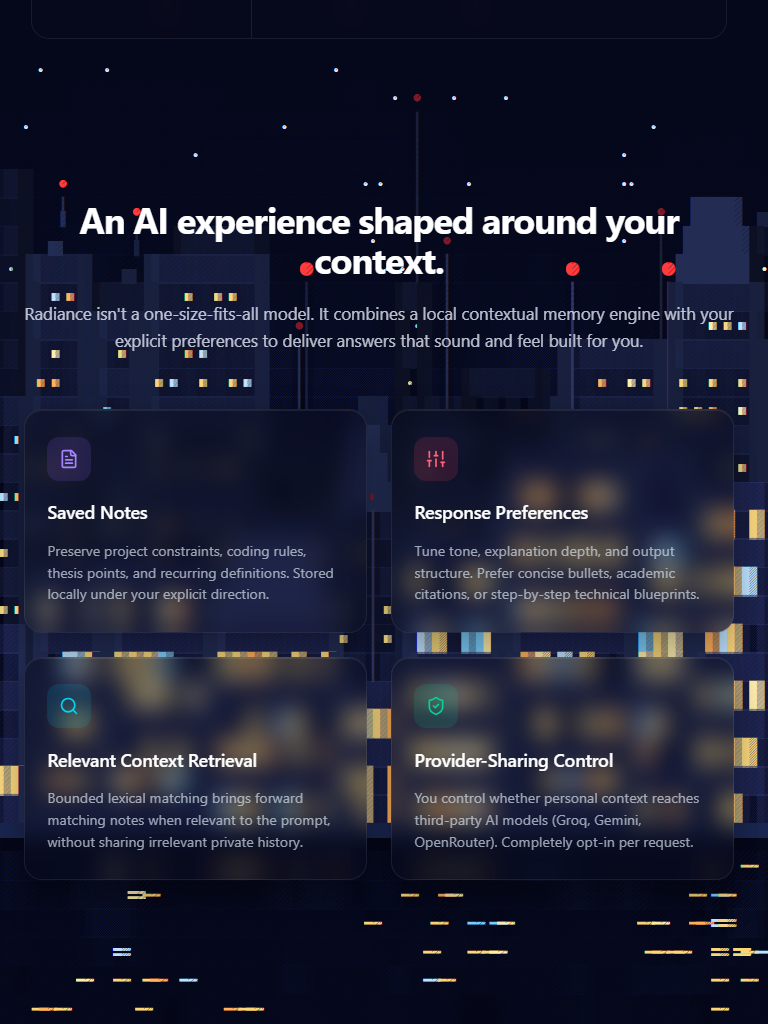 An AI experience shaped around your
context.
Radiance isn't a one-size-fits-all model. It combines a local contextual memory engine with your
explicit preferences to deliver answers that sound and feel built for you.
Saved Notes
Preserve project constraints, coding rules,
thesis points, and recurring definitions. Stored
locally under your explicit direction.
Response Preferences
Tune tone, explanation depth, and output
structure. Prefer concise bullets, academic
citations, or step-by-step technical blueprints.
Relevant Context Retrieval
Bounded lexical matching brings forward
matching notes when relevant to the prompt,
without sharing irrelevant private history.
Provider-Sharing Control
You control whether personal context reaches
third-party AI models (Groq, Gemini,
OpenRouter). Completely opt-in per request.